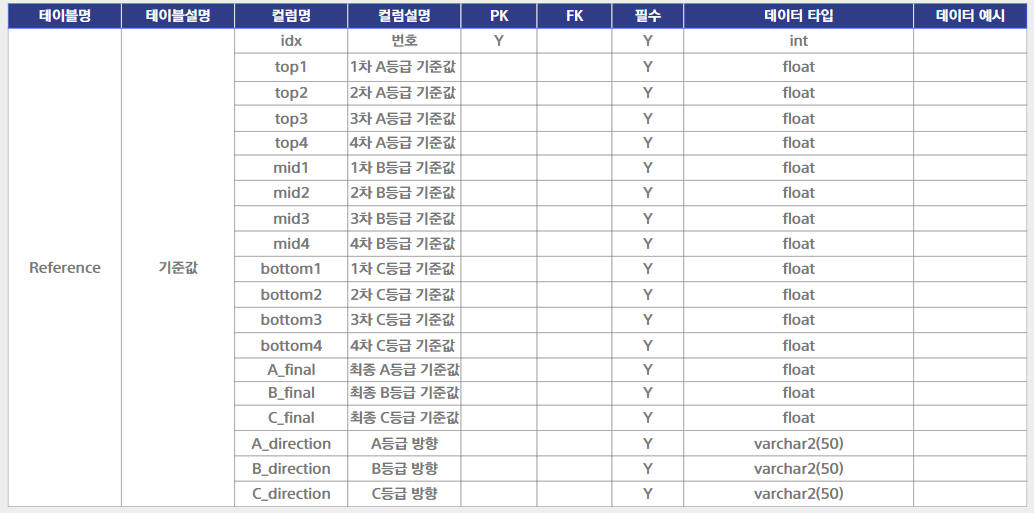 테이블명 테이블설명 컬럼명 컬럼설명 PK FK 필수 데이터 타입 데이터 예시
idx 번호 Y Y int
top1 1차 A등급 기준값 Y float
top2 2차 A등급 기준값 Y float
top3 3차 A등급 기준값 Y float
top4 4차 A등급 기준값 Y float
mid1 1차 B등급 기준값 Y float
mid2 2차 B등급 기준값 Y float
mid3 3차 B등급 기준값 Y float
mid4 4차 B등급 기준값 Y float
Reference 기준값 bottom1 1차 C등급 기준값 Y float
bottom2 2차 C등급 기준값 Y float
bottom3 3차 C등급 기준값 Y float
bottom4 4차 C등급 기준값 Y float
A_final 최종 A등급 기준값 Y float
B_final 최종 B등급 기준값 Y float
C_final 최종 C등급 기준값 Y float
A_direction A등급 방향 Y varchar2(50)
B_direction B등급 방향 Y varchar2(50)
C_direction C등급 방향 Y varchar2(50)